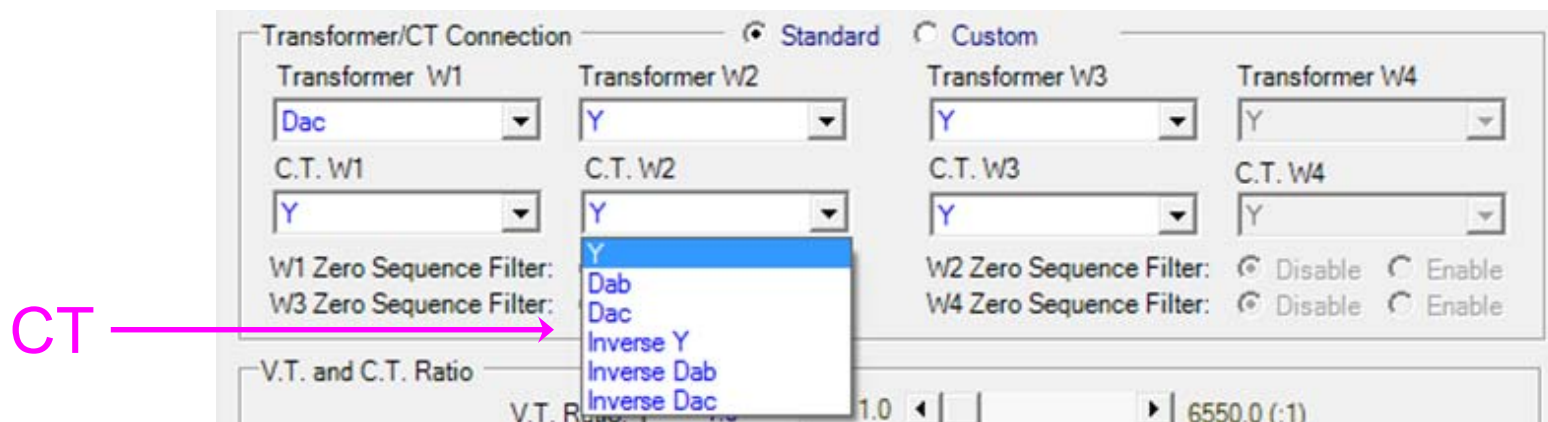 Transformer/CT Connection Standard Custom
Transformer W1 Transformer W2 Transformer W3 Transformer W4
Dac Y Y Y
C.T. W1 C.T. W2 C.T. W3 C.T. W4
Y Y Y Y
Y
W1 Zero Sequence Filter: W2 Zero Sequence Filter: Disable Enable
Dab
W3 Zero Sequence Filter: W4 Zero Sequence Filter: Disable Enable
Dac
CT
Inverse Y
V.T. and C.T. Ratio
Inverse Dab
Inverse Dac
V.T. 1.0 6550.0 (:1)